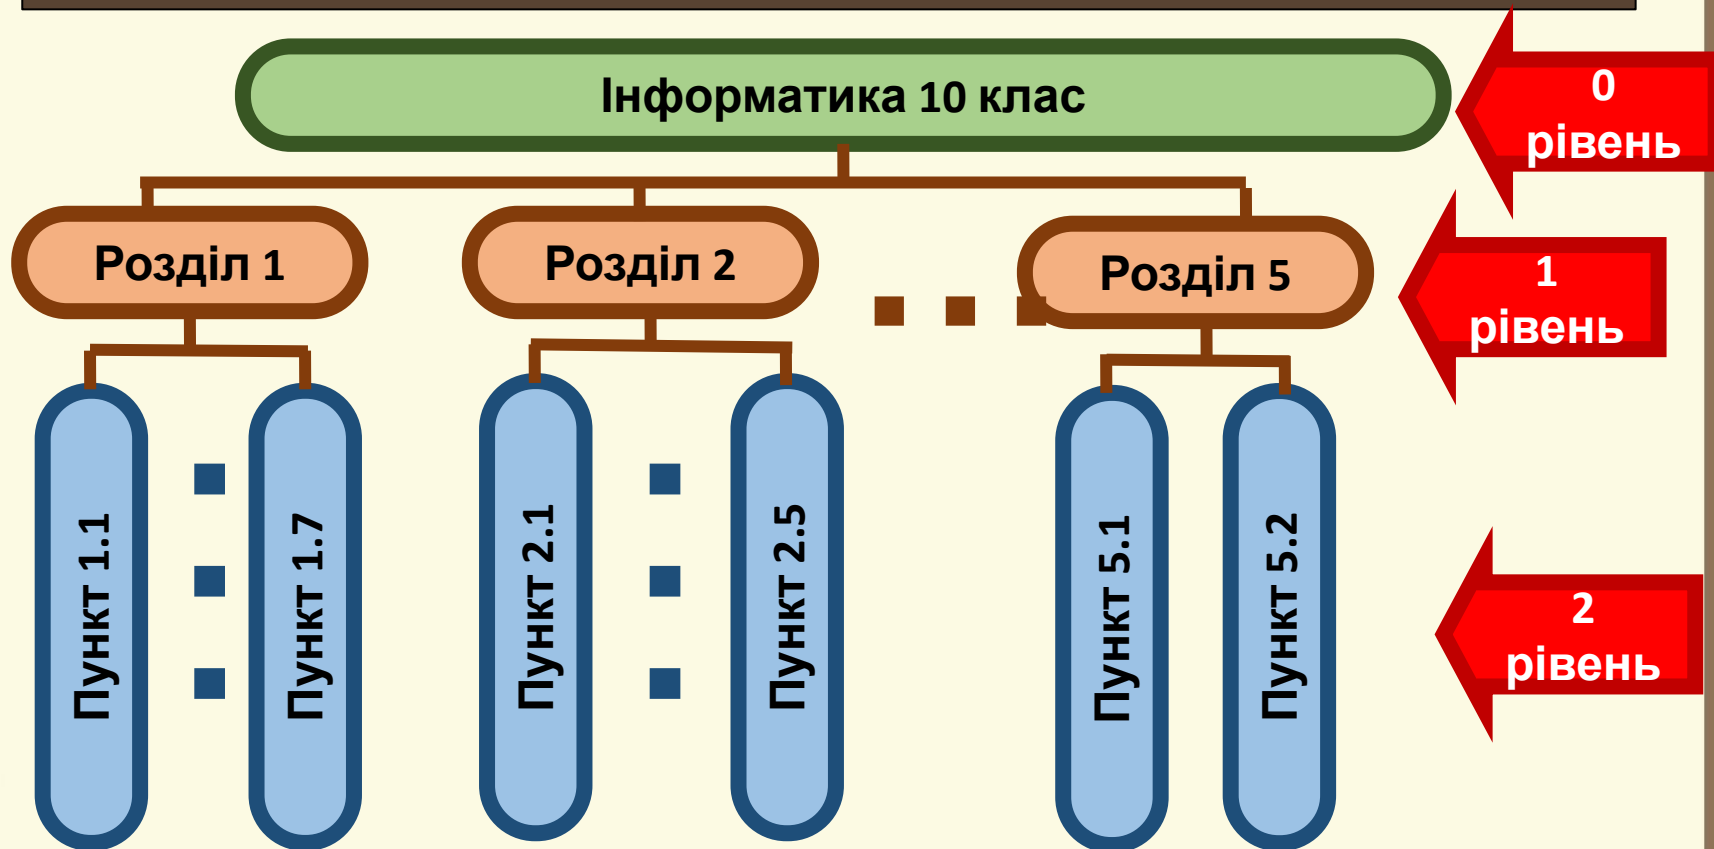 Інформатика 10 клас
0
рівень
Розділ 1
Розділ 2
Розділ 5
1
рівень
Пункт 1.1
Пункт 1.7
Пункт 2.1
Пункт 2.5
Пункт 5.1
Пункт 5.2
2
рівень